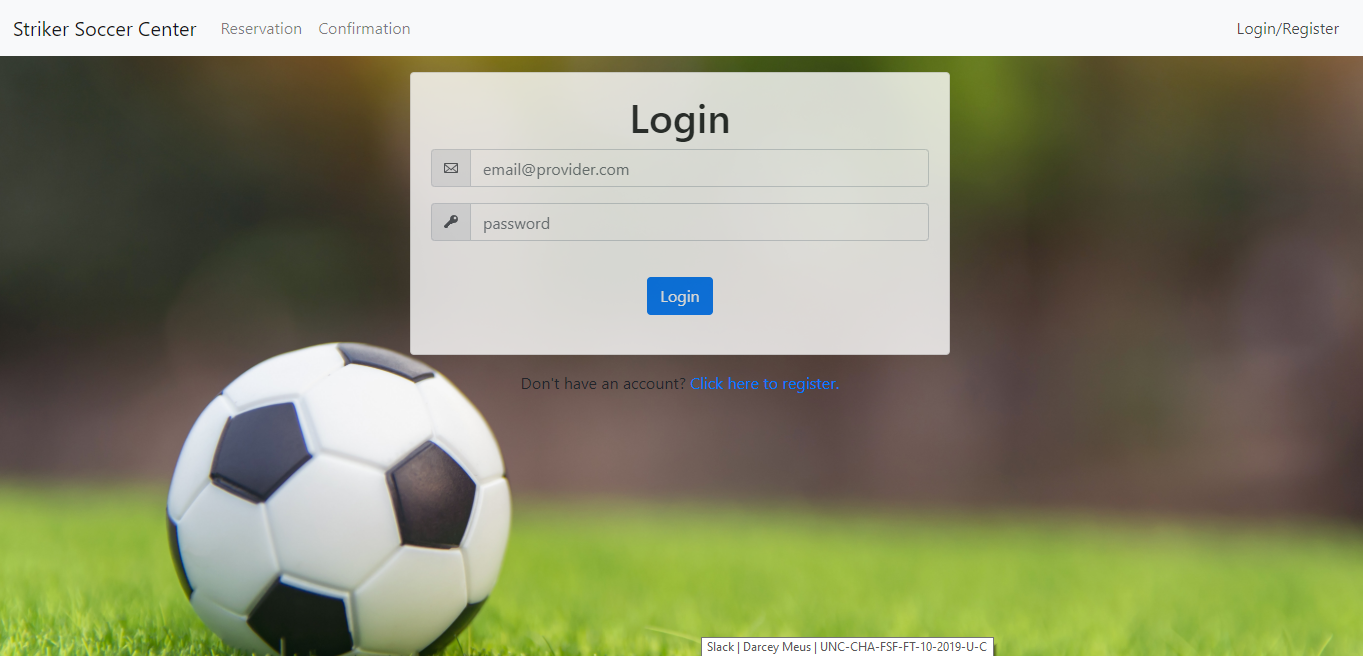 Striker Soccer Center Reservation Confirmation Login/Register
Login
email@provider.com
password
Login
Don't have an account? Click here to register.
Slack | Darcey Meus | UNC-CHA-FSF-FT-10-2019-U-C